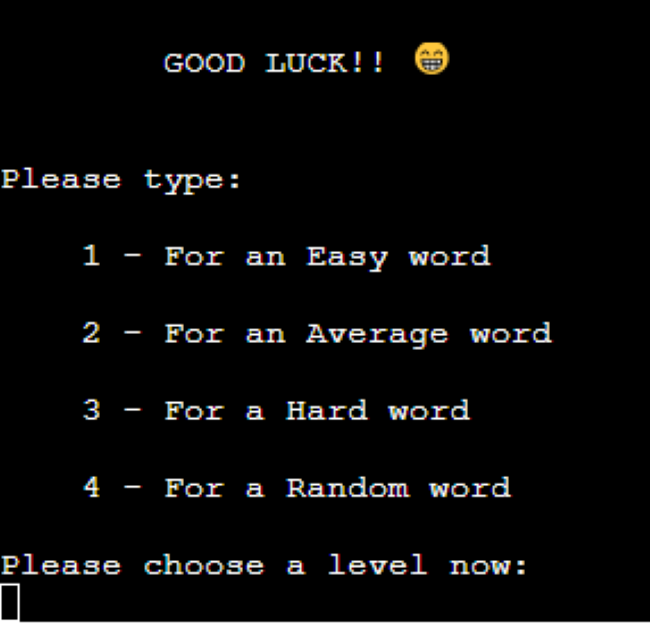 GOOD LUCK!! 😁
Please type:
1 - For an Easy word
2 - For an Average word
3 - For a Hard word
4 - For a Random word
Please choose a level now: